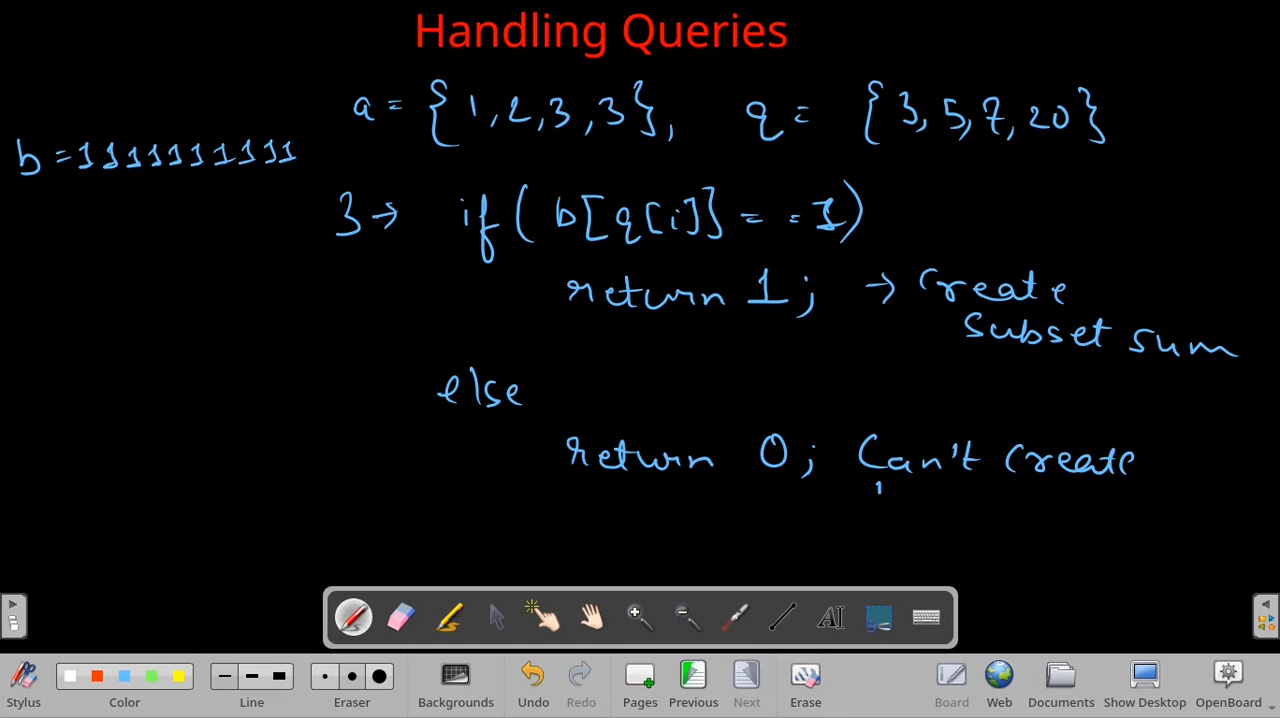 Handling Queries
a = {1,2,3,3}, q = {3,5,7,20}
b = 1111111111
3 → if ( b[q[i]] == 1)
return 1; → Create
Subset sum
else
return 0; Can't Create
Stylus
Color
Line
Eraser
Backgrounds
Undo
Redo
Pages
Previous
Next
Erase
Board
Web
Documents
Show Desktop
OpenBoard